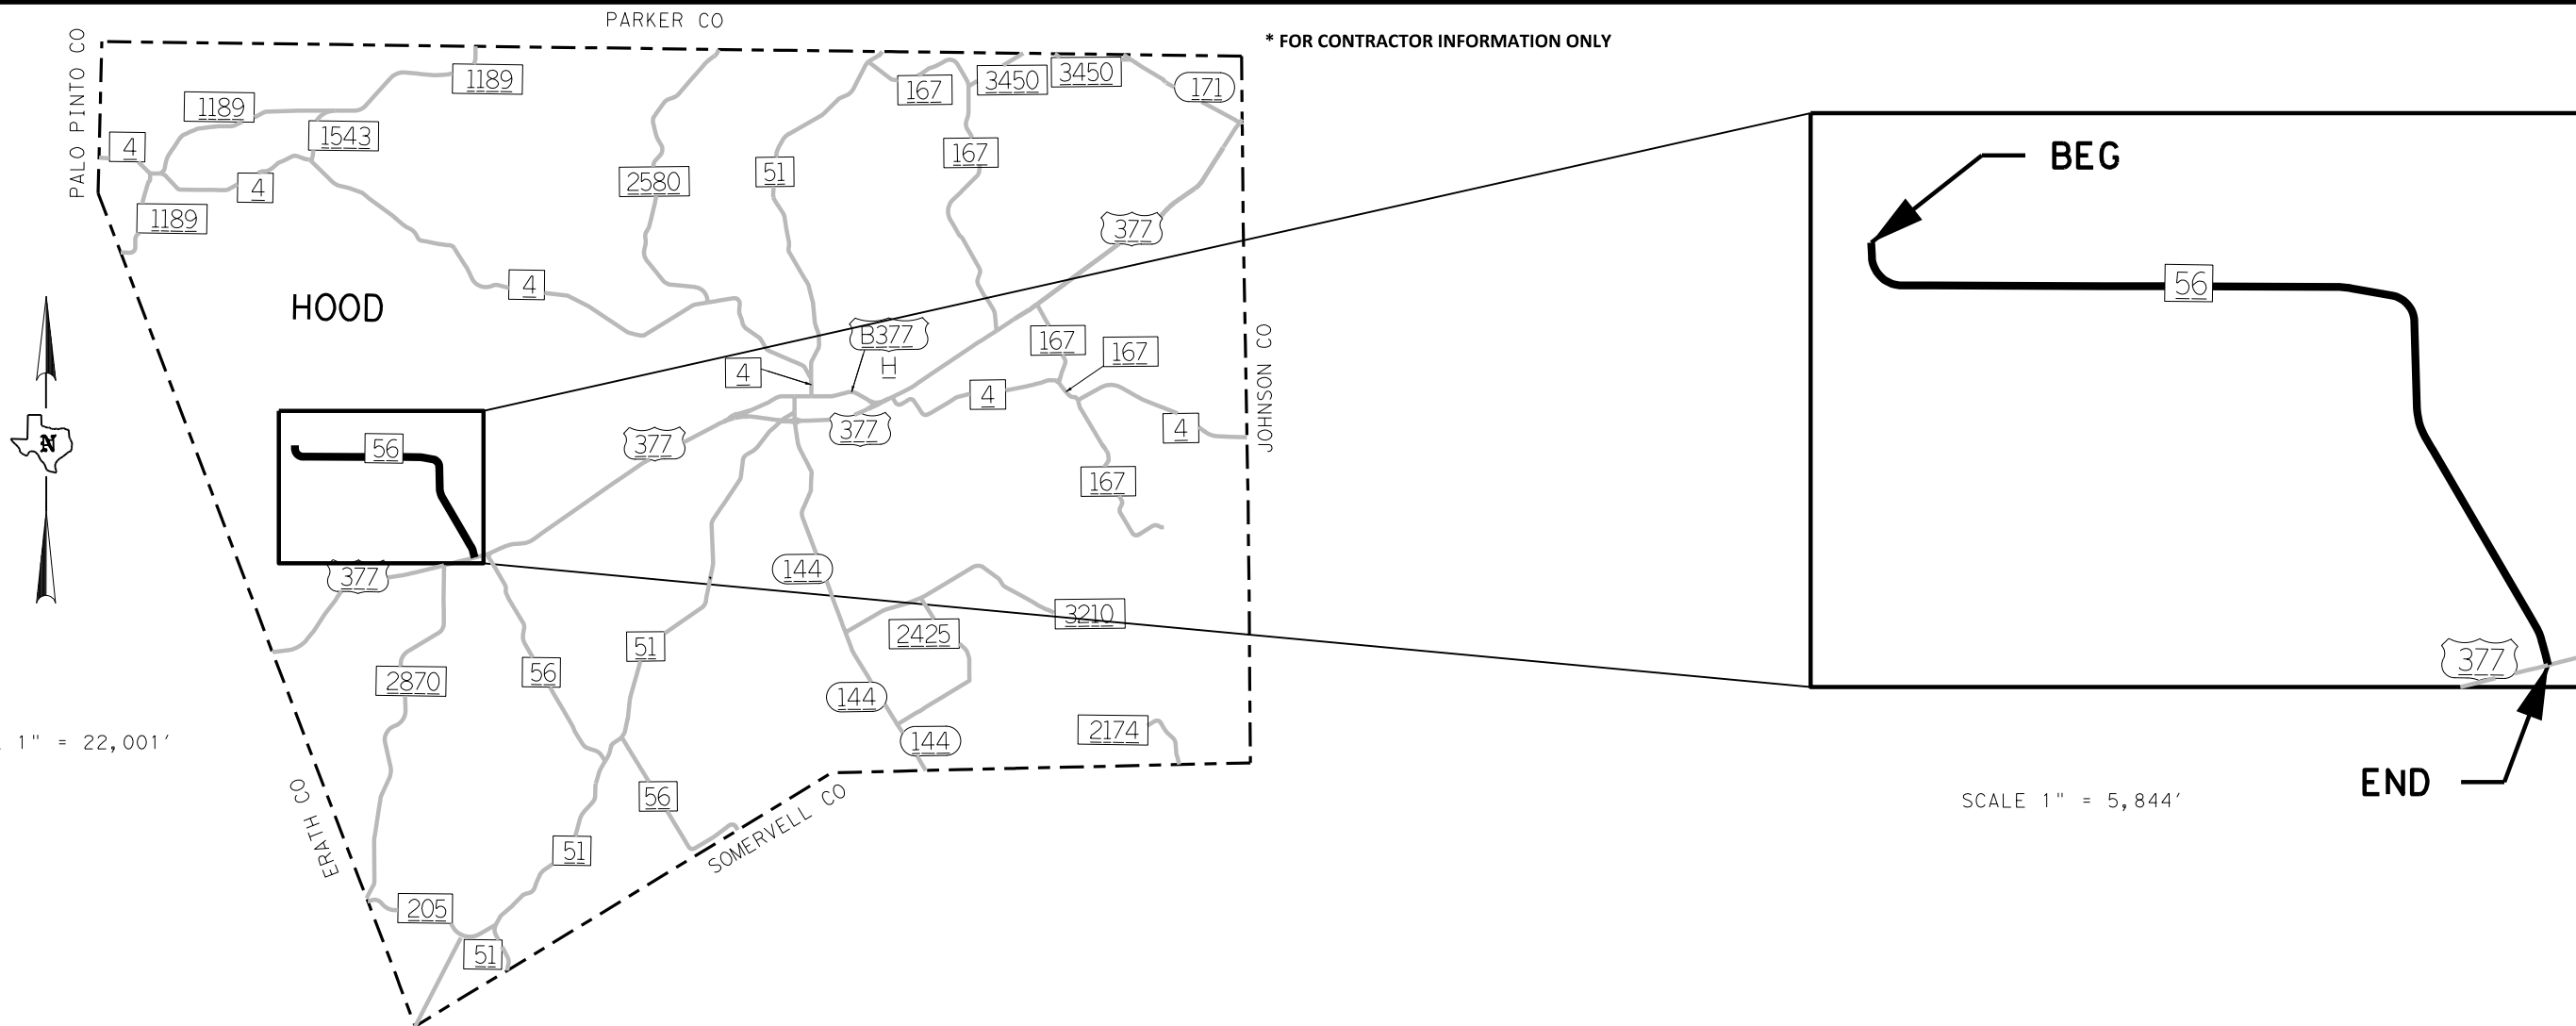 PARKER CO
* FOR CONTRACTOR INFORMATION ONLY
PALO PINTO CO
1189
1189
167
3450
3450
171
1543
4
4
1189
2580
51
167
BEG
377
4
56
HOOD
B377
H
167
167
4
JOHNSON CO
4
4
56
377
377
167
377
144
3210
2425
51
56
2870
144
144
2174
377
1" = 22,001'
END
SCALE 1" = 5,844'
ERATH CO
56
SOMERVELL CO
51
205
51
N